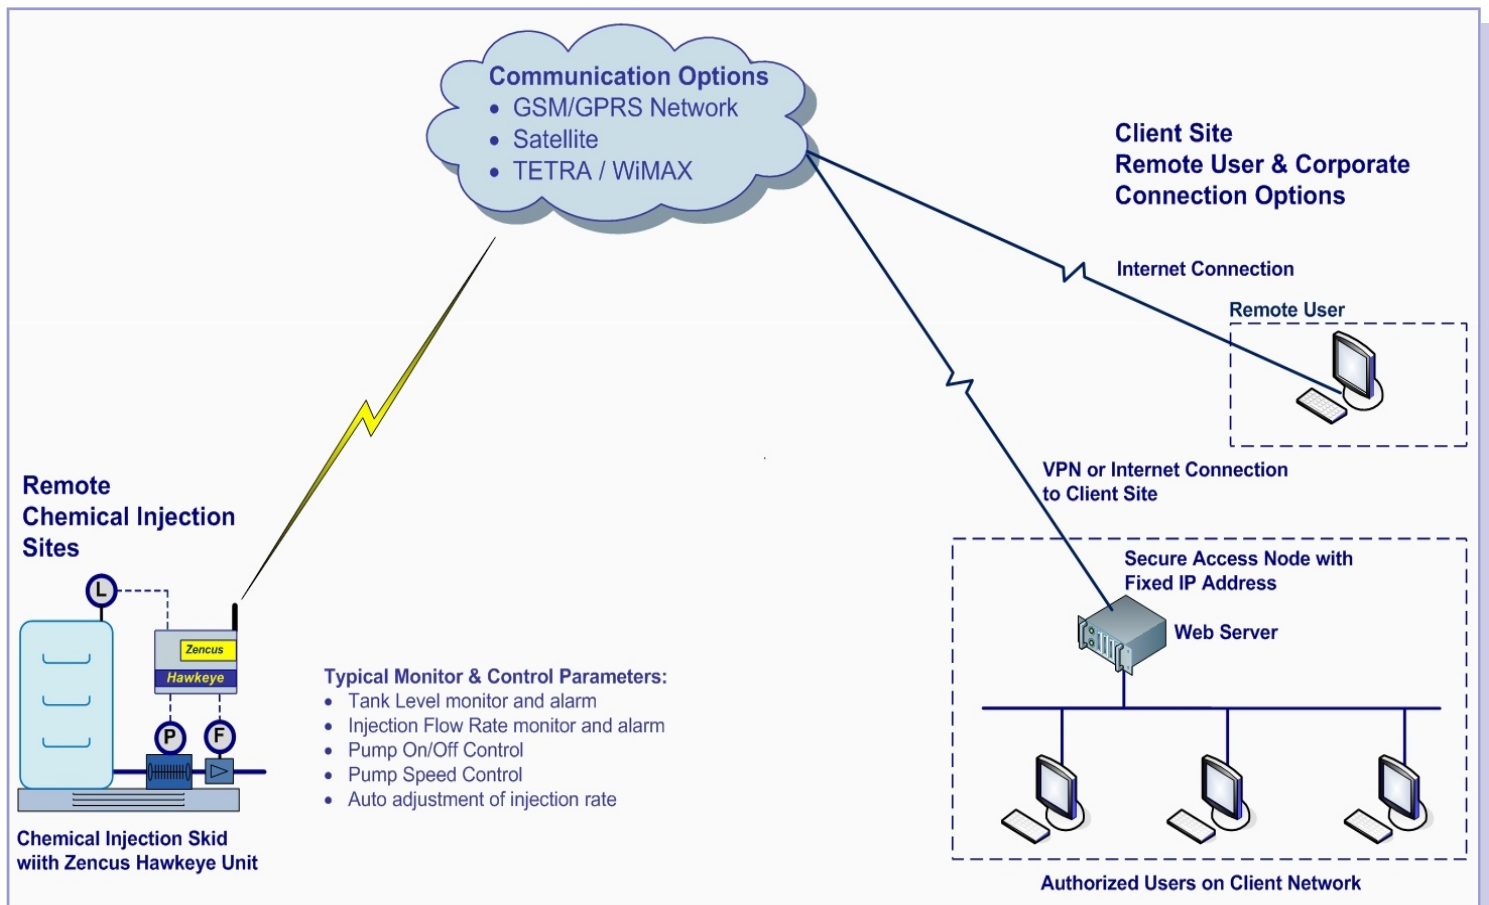 Communication Options
• GSM/GPRS Network
• Satellite
• TETRA / WiMAX
Client Site
Remote User & Corporate
Connection Options
Internet Connection
Remote User
VPN or Internet Connection
to Client Site
Remote
Chemical Injection
Sites
L
Zencus
Hawkeye
P
F
Chemical Injection Skid
wiith Zencus Hawkeye Unit
Typical Monitor & Control Parameters:
• Tank Level monitor and alarm
• Injection Flow Rate monitor and alarm
• Pump On/Off Control
• Pump Speed Control
• Auto adjustment of injection rate
Secure Access Node with
Fixed IP Address
Web Server
Authorized Users on Client Network